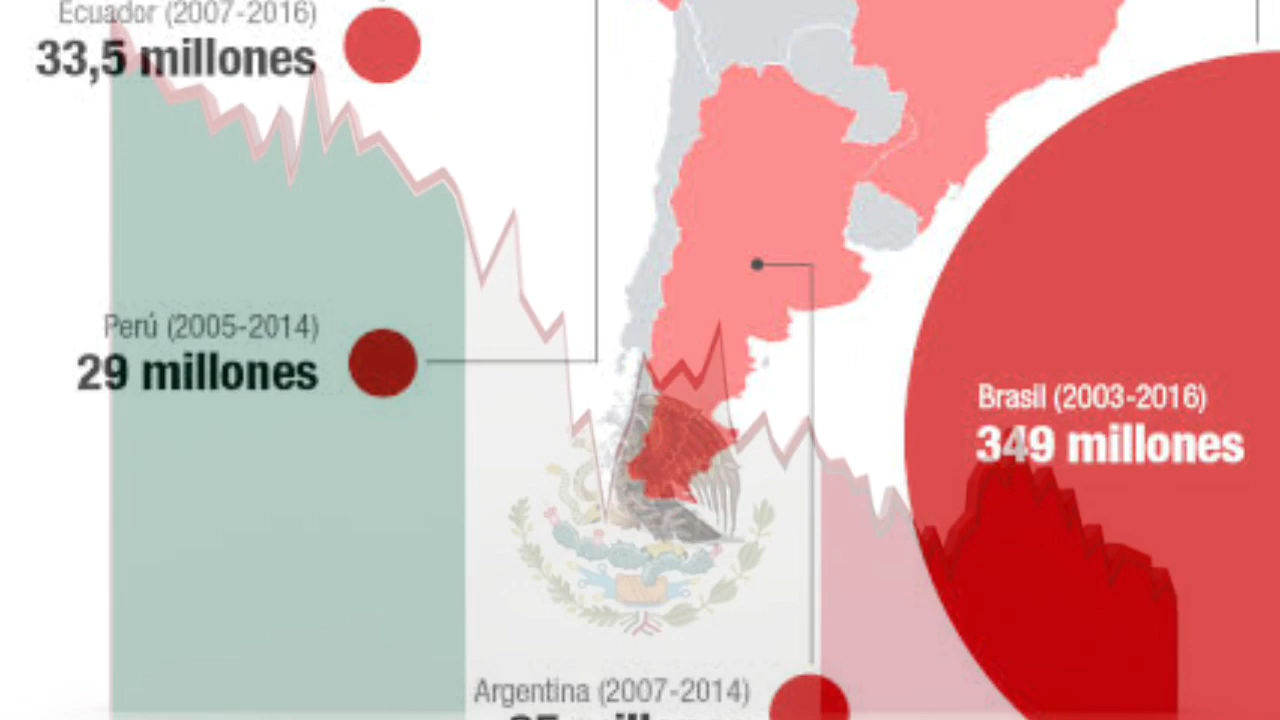 Ecuador (2007-2016)
33,5 millones
Perú (2005-2014)
29 millones
Brasil (2003-2016)
349 millones
Argentina (2007-2014)
millones